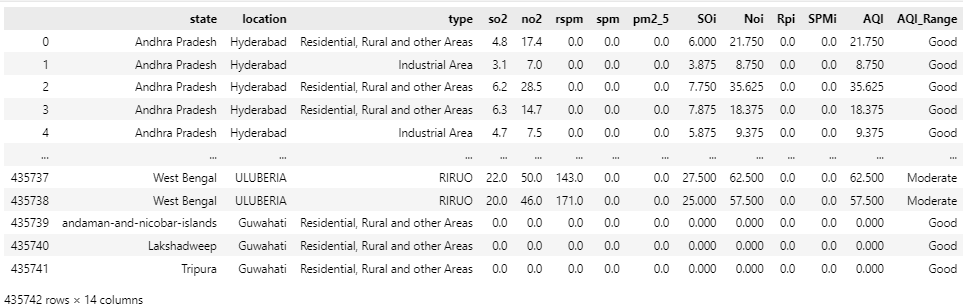 state location type so2 no2 rspm spm pm2_5 SOi Noi Rpi SPMi AQI AQI_Range
0 Andhra Pradesh Hyderabad Residential, Rural and other Areas 4.8 17.4 0.0 0.0 0.0 6.000 21.750 0.0 0.0 21.750 Good
1 Andhra Pradesh Hyderabad Industrial Area 3.1 7.0 0.0 0.0 0.0 3.875 8.750 0.0 0.0 8.750 Good
2 Andhra Pradesh Hyderabad Residential, Rural and other Areas 6.2 28.5 0.0 0.0 0.0 7.750 35.625 0.0 0.0 35.625 Good
3 Andhra Pradesh Hyderabad Residential, Rural and other Areas 6.3 14.7 0.0 0.0 0.0 7.875 18.375 0.0 0.0 18.375 Good
4 Andhra Pradesh Hyderabad Industrial Area 4.7 7.5 0.0 0.0 0.0 5.875 9.375 0.0 0.0 9.375 Good
... ... ... ... ... ... ... ... ... ... ... ... ... ... ...
435737 West Bengal ULUBERIA RIRUO 22.0 50.0 143.0 0.0 0.0 27.500 62.500 0.0 0.0 62.500 Moderate
435738 West Bengal ULUBERIA RIRUO 20.0 46.0 171.0 0.0 0.0 25.000 57.500 0.0 0.0 57.500 Moderate
435739 andaman-and-nicobar-islands Guwahati Residential, Rural and other Areas 0.0 0.0 0.0 0.0 0.0 0.000 0.000 0.0 0.0 0.000 Good
435740 Lakshadweep Guwahati Residential, Rural and other Areas 0.0 0.0 0.0 0.0 0.0 0.000 0.000 0.0 0.0 0.000 Good
435741 Tripura Guwahati Residential, Rural and other Areas 0.0 0.0 0.0 0.0 0.0 0.000 0.000 0.0 0.0 0.000 Good
435742 rows × 14 columns